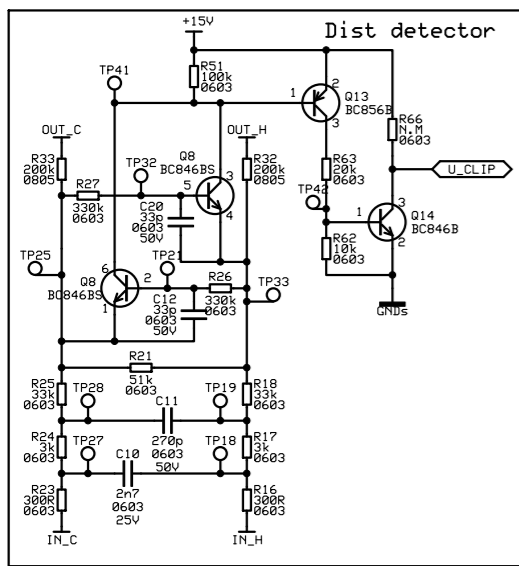 Dist detector
+15V
TP41
R51
100k
0603
1
2
3
Q13
BC856B
OUT_C
OUT_H
R66
N.M
0603
R33
200k
0805
TP32
Q8
BC846BS
3
5
4
R32
200k
0805
R63
20k
0603
U_CLIP
R27
330k
0603
C20
33p
0603
50V
TP42
1
3
2
Q14
BC846B
R62
10k
0603
TP25
Q8
BC846BS
6
2
1
TP21
R26
330k
0603
TP33
C12
33p
0603
50V
GNDs
R21
51k
0603
R25
33k
0603
TP28
C11
270p
0603
50V
TP19
R18
33k
0603
R24
3k
0603
TP27
C10
2n7
0603
25V
TP18
R17
3k
0603
R23
300R
0603
R16
300R
0603
IN_C
IN_H